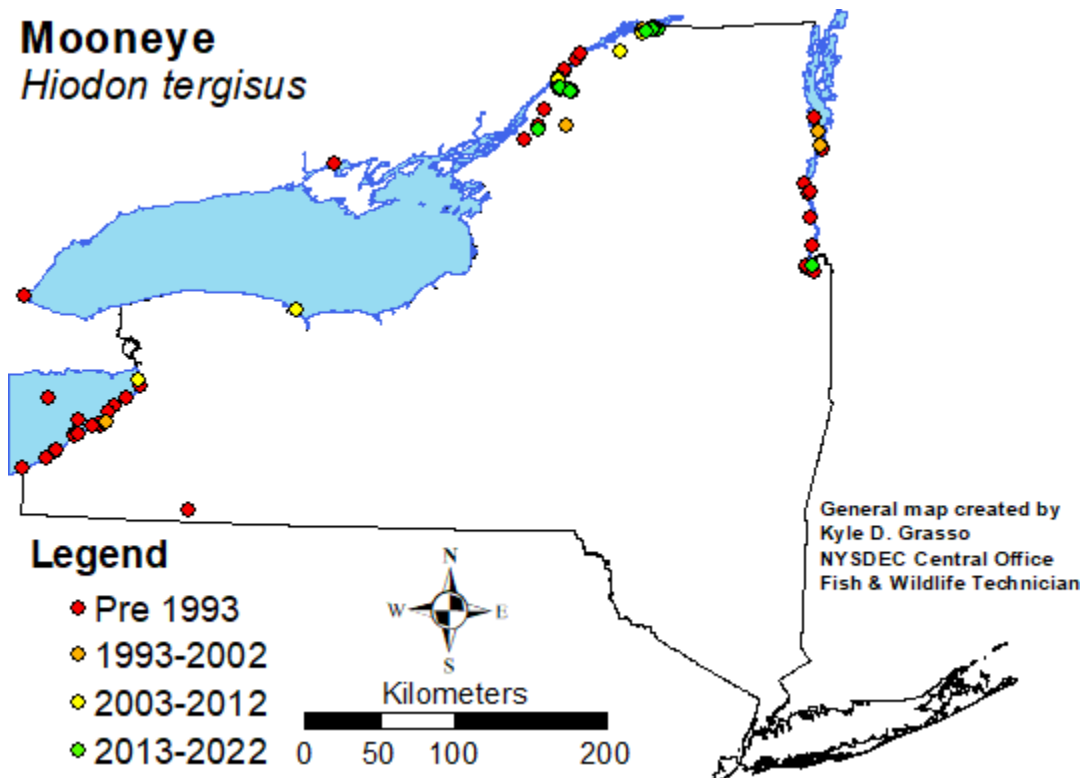 Mooneye
Hiodon tergisus
General map created by
Kyle D. Grasso
NYSDEC Central Office
Fish & Wildlife Technician
Legend
Pre 1993
1993-2002
2003-2012
2013-2022
N
W E
S
Kilometers
0 50 100 200